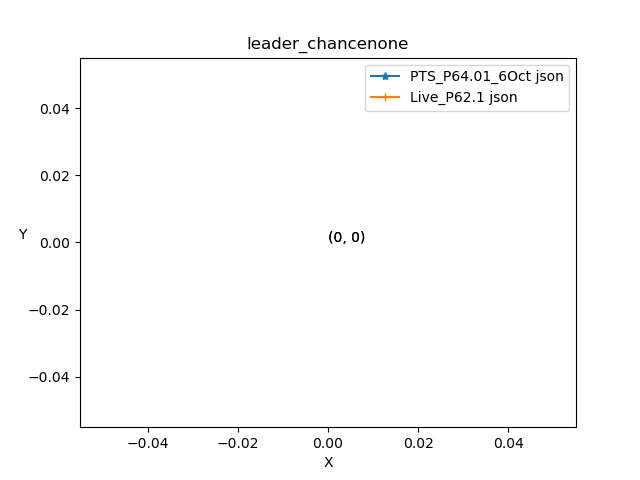 leader_chancenone
PTS_P64.01_6Oct json
Live_P62.1 json
0.04
0.02
Y
0.00
(0, 0)
−0.02
−0.04
−0.04
−0.02
0.00
0.02
0.04
X